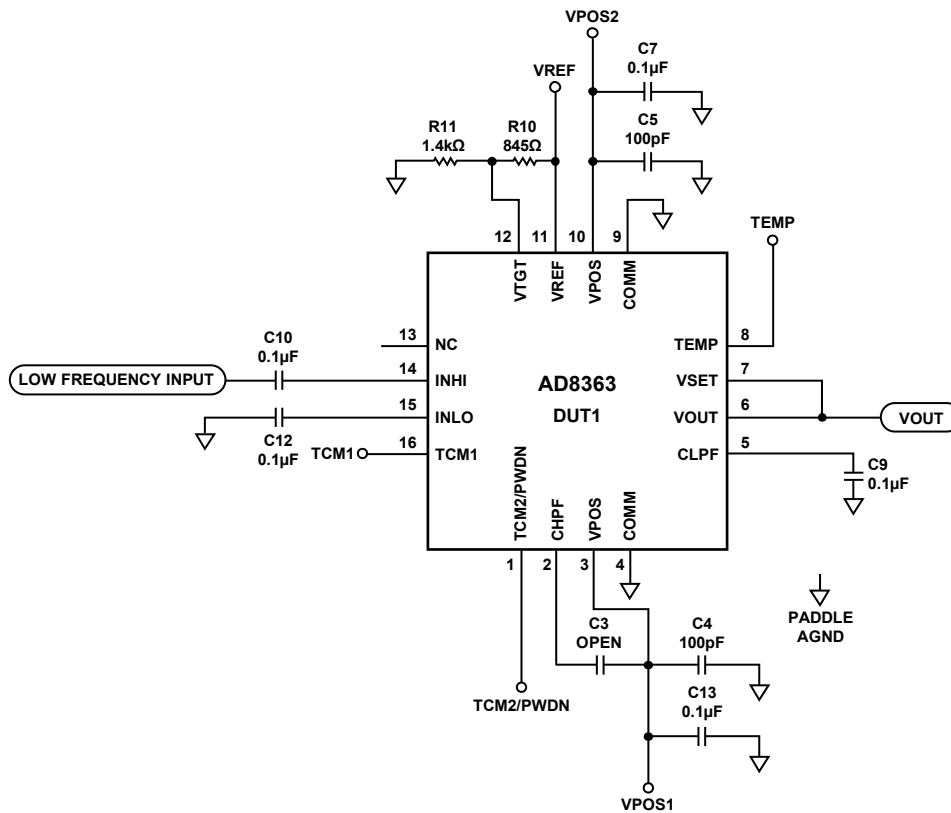 VPOS2
C7
0.1µF
VREF
C5
100pF
R11
1.4kΩ
R10
845Ω
TEMP
12
11
10
9
VTGT
VREF
VPOS
COMM
C10
0.1µF
13
NC
TEMP
8
LOW FREQUENCY INPUT
14
INHI
AD8363
DUT1
VSET
7
15
INLO
VOUT
6
VOUT
C12
0.1µF
TCM1
16
TCM1
CLPF
5
C9
0.1µF
TCM2/PWDN
CHPF
VPOS
COMM
1
2
3
4
PADDLE
AGND
C3
OPEN
C4
100pF
TCM2/PWDN
C13
0.1µF
VPOS1